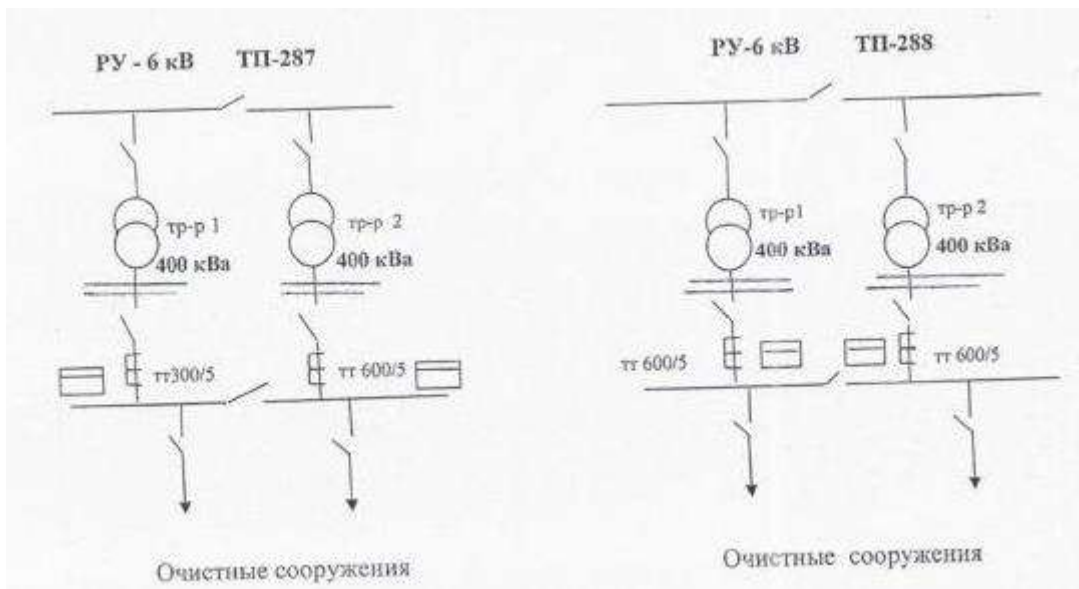 РУ - 6 кВ ТП-287
тр-р 1
400 кВа
тр-р 2
400 кВа
тт300/5
тт 600/5
Очистные сооружения
РУ-6 кВ ТП-288
тр-р1
400 кВа
тр-р 2
400 кВа
тт 600/5
тт 600/5
Очистные сооружения